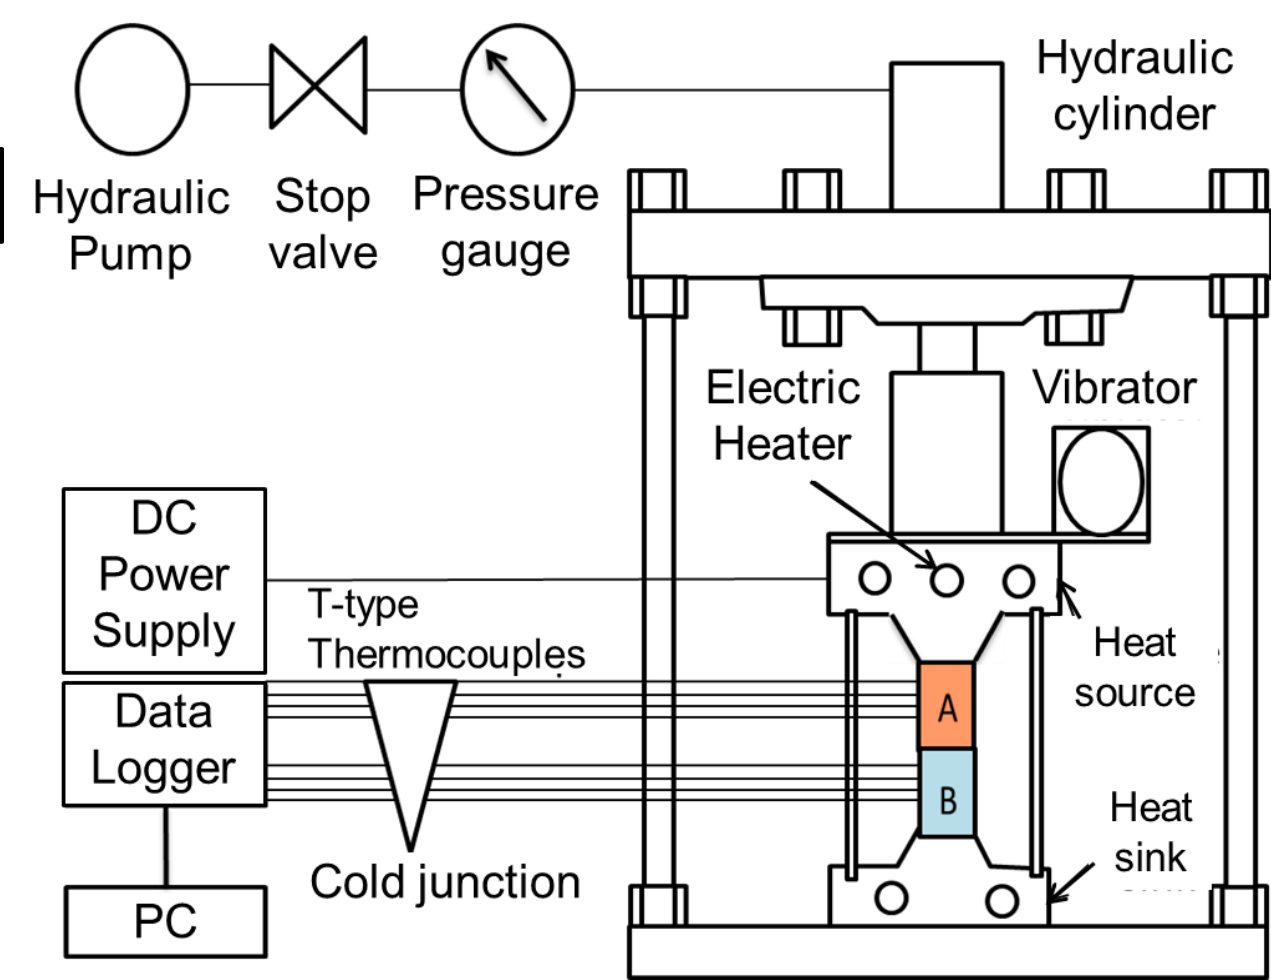 Hydraulic
cylinder
Hydraulic
Pump
Stop
valve
Pressure
gauge
Electric
Heater
Vibrator
DC
Power
Supply
T-type
Thermocouples
Heat
source
Data
Logger
A
B
Heat
sink
Cold junction
PC